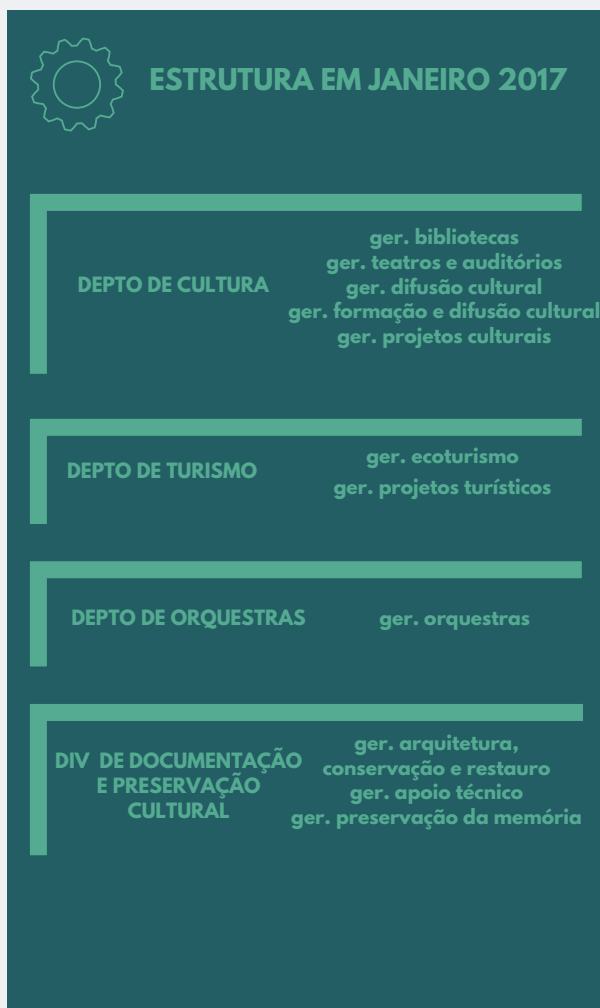 ESTRUTURA EM JANEIRO 2017
DEPTO DE CULTURA
ger. bibliotecas
ger. teatros e auditórios
ger. difusão cultural
ger. formação e difusão cultural
ger. projetos culturais
DEPTO DE TURISMO
ger. ecoturismo
ger. projetos turísticos
DEPTO DE ORQUESTRAS
ger. orquestras
DIV DE DOCUMENTAÇÃO
E PRESERVAÇÃO
CULTURAL
ger. arquitetura,
conservação e restauro
ger. apoio técnico
ger. preservação da memória